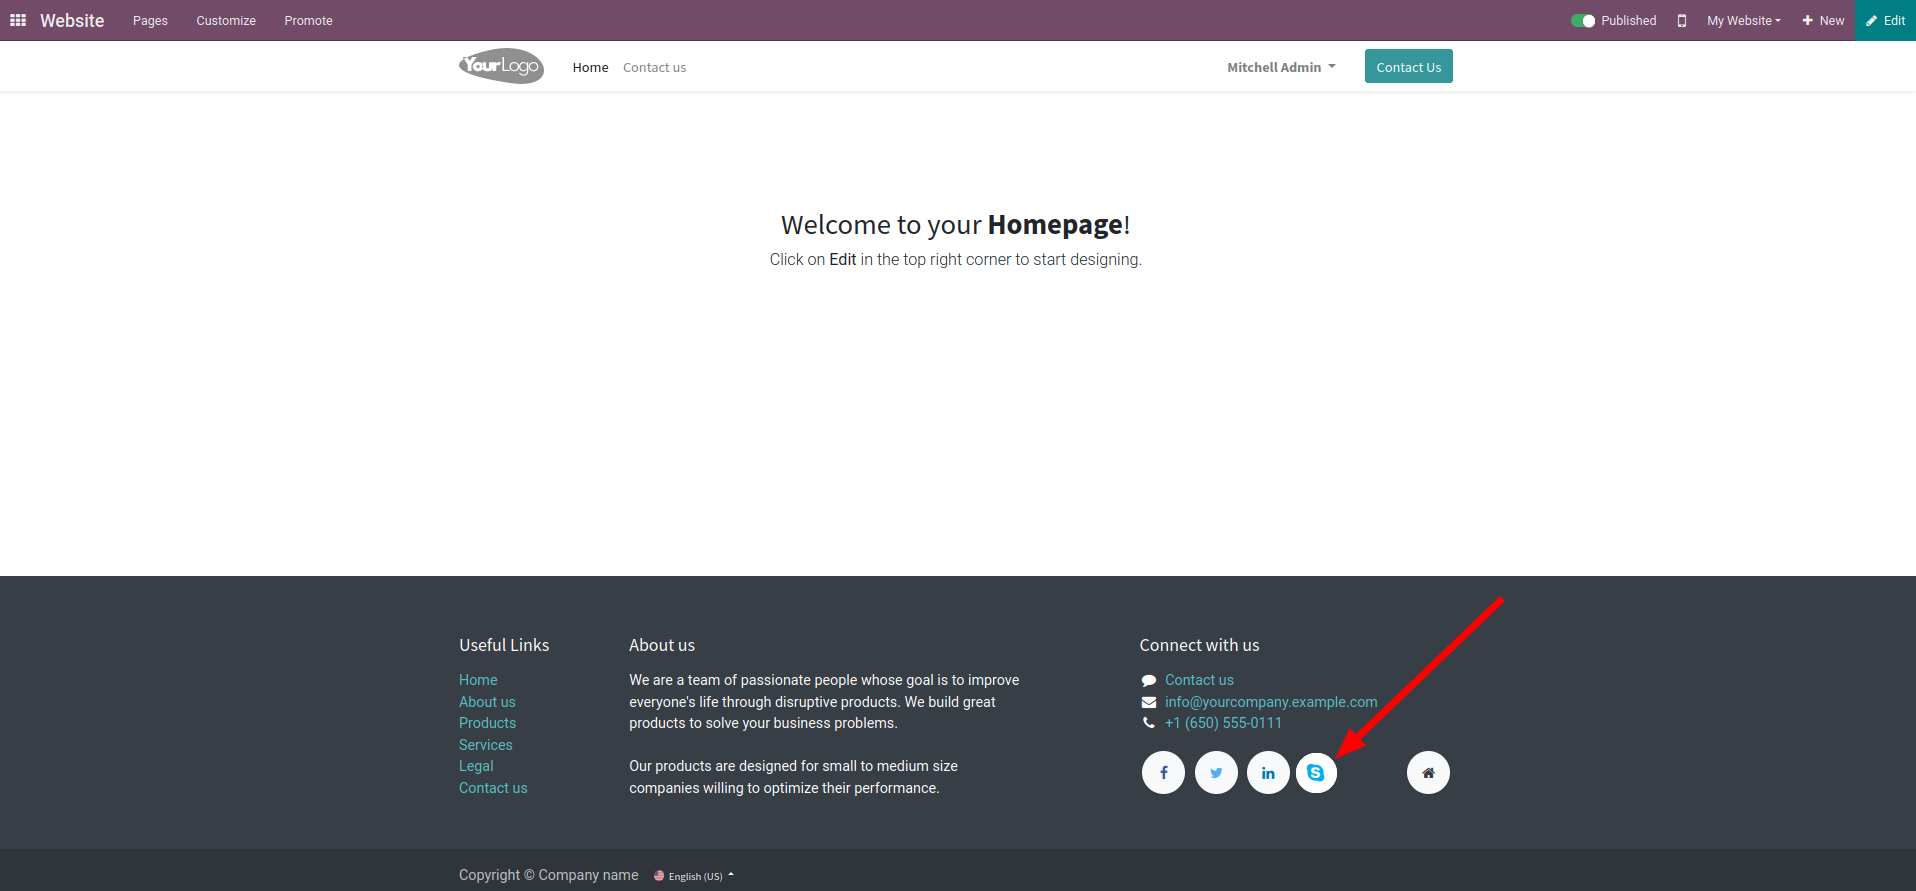 Website Pages Customize Promote Published My Website New Edit
YourLogo Home Contact us Mitchell Admin Contact Us
Welcome to your Homepage!
Click on Edit in the top right corner to start designing.
Useful Links
Home
About us
Products
Services
Legal
Contact us
About us
We are a team of passionate people whose goal is to improve
everyone's life through disruptive products. We build great
products to solve your business problems.
Our products are designed for small to medium size
companies willing to optimize their performance.
Connect with us
Contact us
info@yourcompany.example.com
+1 (650) 555-0111
Copyright © Company name English (US)